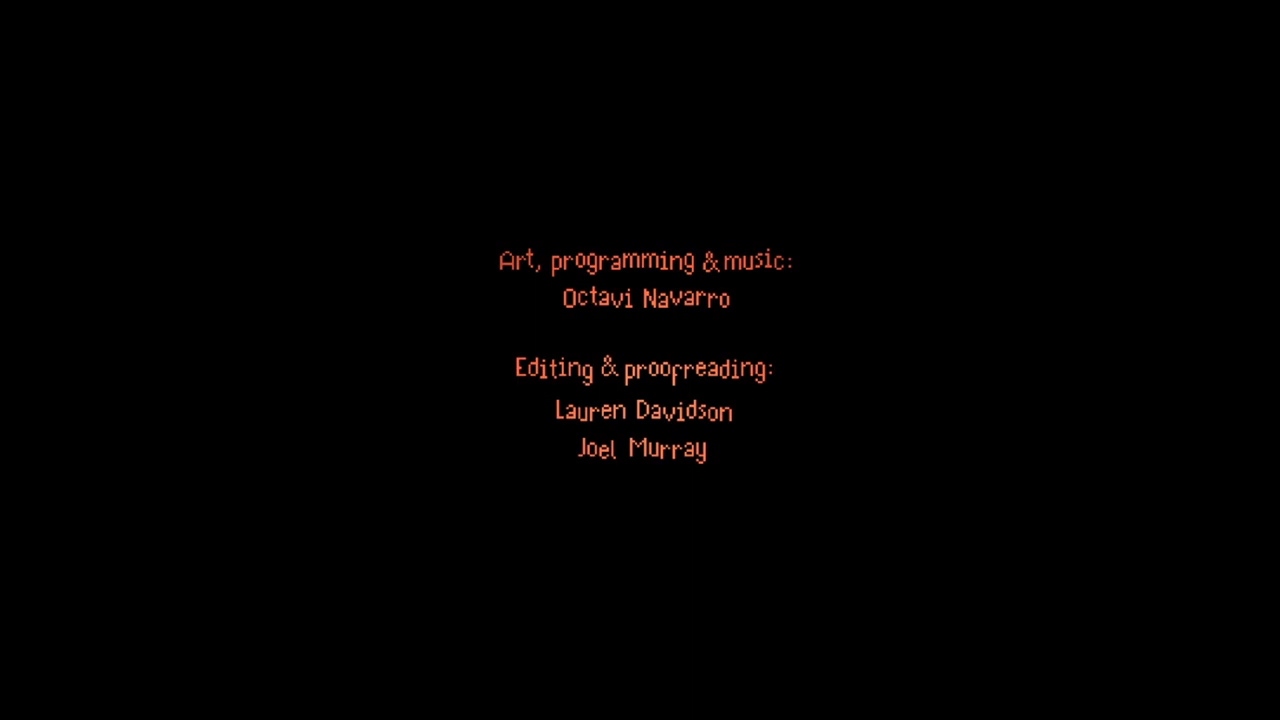 Art, programming & music:
Octavi Navarro
Editing & proofreading:
Lauren Davidson
Joel Murray